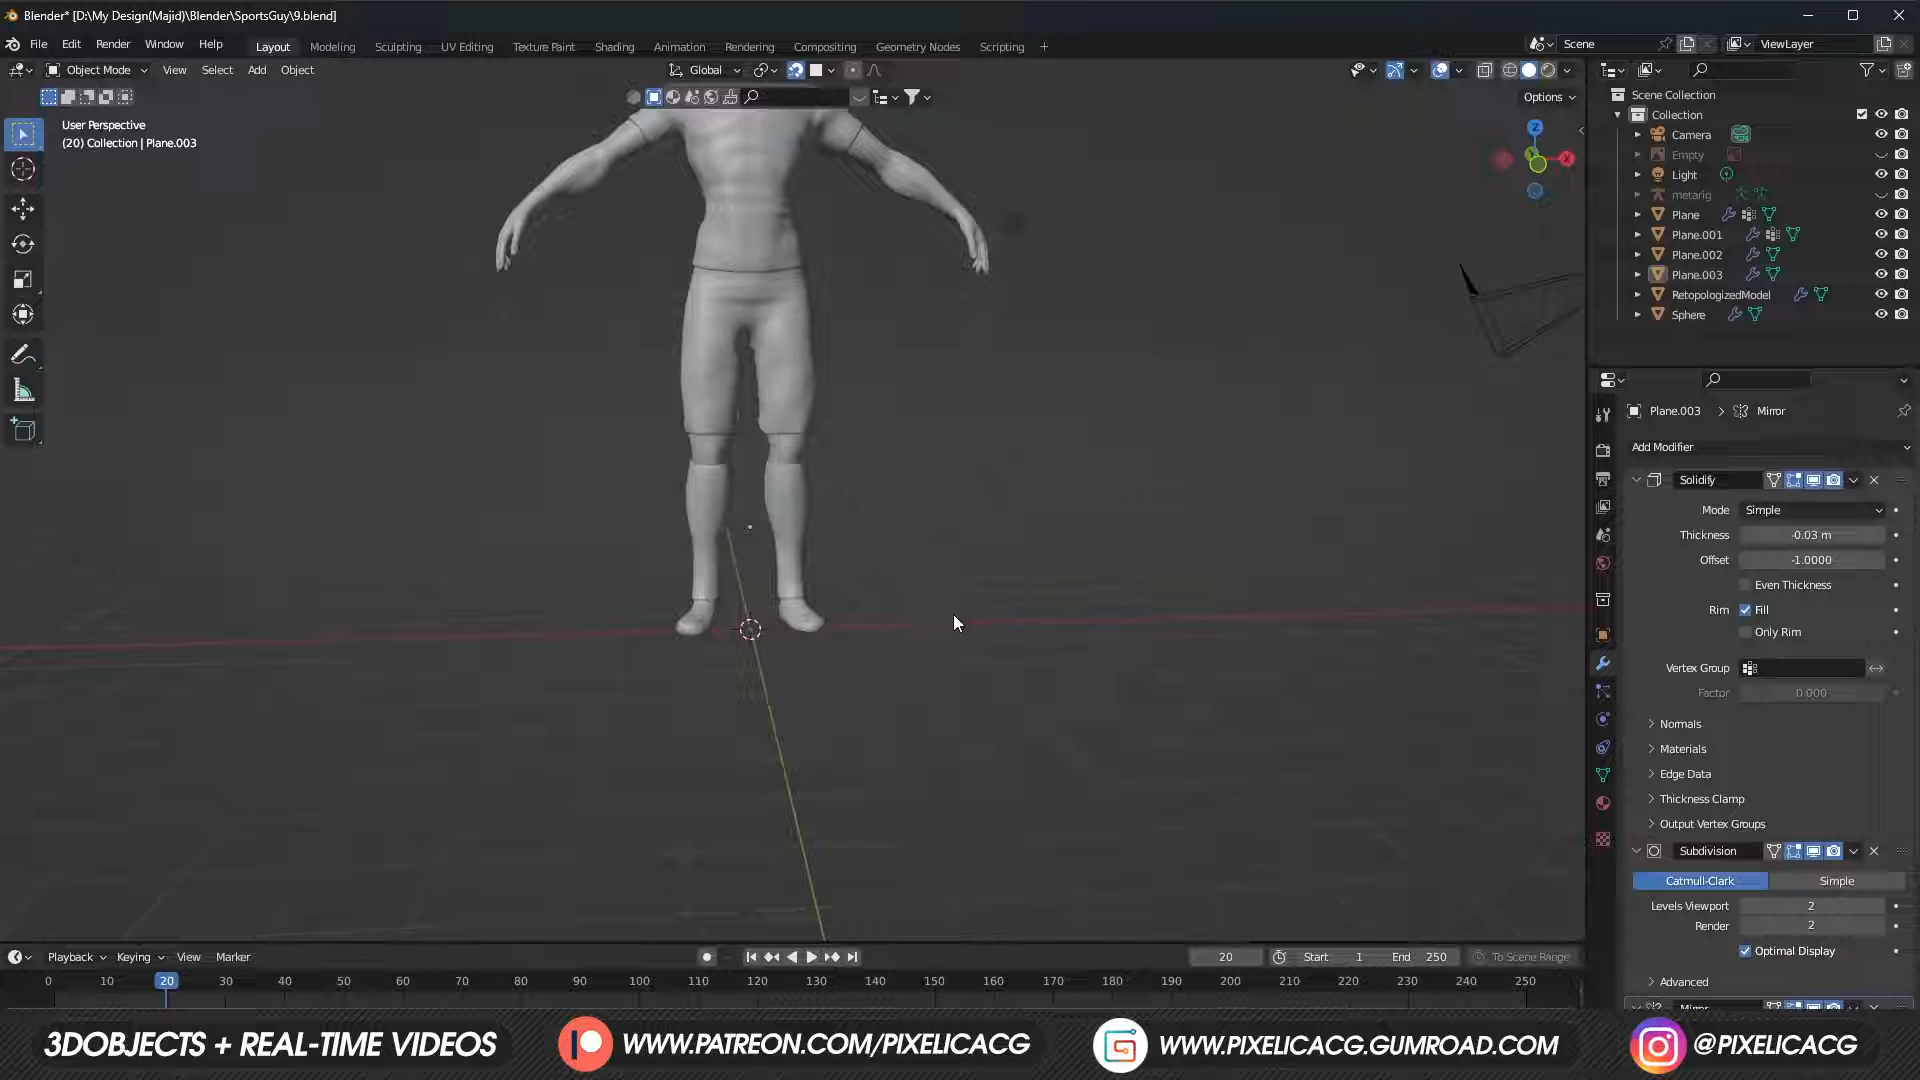 Blender* [D:\My Design(Majid)\Blender\SportsGuy\9.blend]
File Edit Render Window Help Layout Modeling Sculpting UV Editing Texture Paint Shading Animation Rendering Compositing Geometry Nodes Scripting + Scene ViewLayer
Object Mode View Select Add Object Global
Options
User Perspective
(20) Collection | Plane.003
Z
X
Scene Collection
Collection
Camera
Empty
Light
metarig
Plane
Plane.001
Plane.002
Plane.003
RetopologizedModel
Sphere
Plane.003 > Mirror
Add Modifier
Solidify
Mode Simple
Thickness -0.03 m
Offset -1.0000
Even Thickness
Rim Fill
Only Rim
Vertex Group
Factor 0.000
Normals
Materials
Edge Data
Thickness Clamp
Output Vertex Groups
Subdivision
Catmull-Clark Simple
Levels Viewport 2
Render 2
Optimal Display
Advanced
Mirror
Playback Keying View Marker 20 Start 1 End 250 To Scene Range
0 10 20 30 40 50 60 70 80 90 100 110 120 130 140 150 160 170 180 190 200 210 220 230 240 250
3DOBJECTS + REAL-TIME VIDEOS WWW.PATREON.COM/PIXELICACG WWW.PIXELICACG.GUMROAD.COM @PIXELICACG